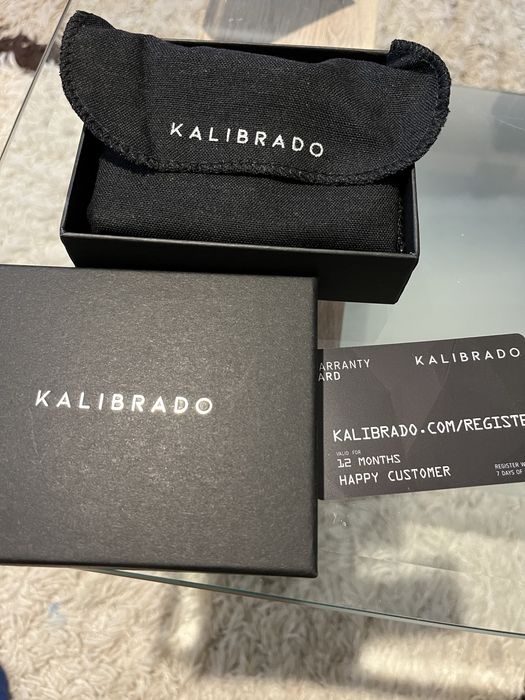 KALIBRADO
KALIBRADO
ARRANTY
ARD
KALIBRADO
KALIBRADO.COM/REGISTE
VALID FOR
12 MONTHS
HAPPY CUSTOMER
REGISTER W
7 DAYS OF